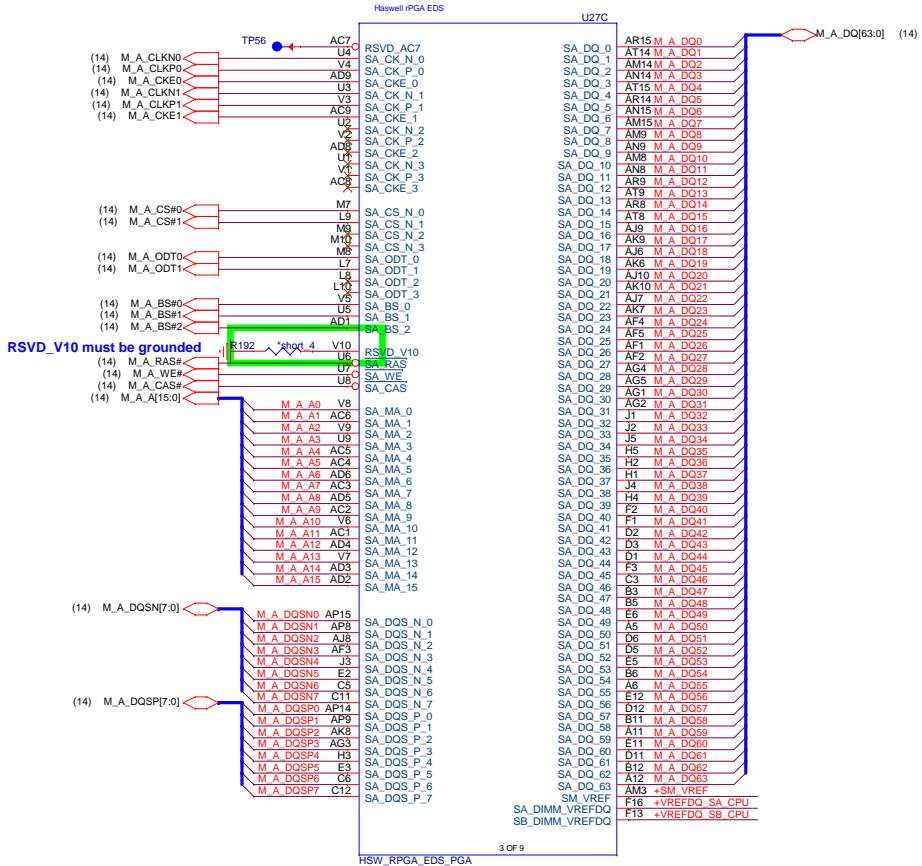 Haswell rPGA EDS
U27C
TP56 AC7 RSVD_AC7
(14) M_A_CLKN0 U4 SA_CK_N_0
(14) M_A_CLKP0 V4 SA_CK_P_0
(14) M_A_CKE0 AD9 SA_CKE_0
(14) M_A_CLKN1 U3 SA_CK_N_1
(14) M_A_CLKP1 V3 SA_CK_P_1
(14) M_A_CKE1 AC9 SA_CKE_1
U2 SA_CK_N_2
V2 SA_CK_P_2
AD8 SA_CKE_2
U1 SA_CK_N_3
V1 SA_CK_P_3
AC8 SA_CKE_3
(14) M_A_CS#0 M7 SA_CS_N_0
(14) M_A_CS#1 L9 SA_CS_N_1
M9 SA_CS_N_2
M10 SA_CS_N_3
(14) M_A_ODT0 M8 SA_ODT_0
(14) M_A_ODT1 L7 SA_ODT_1
L8 SA_ODT_2
L10 SA_ODT_3
(14) M_A_BS#0 V5 SA_BS_0
(14) M_A_BS#1 U5 SA_BS_1
(14) M_A_BS#2 AD1 SA_BS_2
RSVD_V10 must be grounded
R192 *short_4 V10 RSVD_V10
(14) M_A_RAS# U6 SA_RAS
(14) M_A_WE# U7 SA_WE
(14) M_A_CAS# U8 SA_CAS
(14) M_A_A[15:0]
M_A_A0 V8 SA_MA_0
M_A_A1 AC6 SA_MA_1
M_A_A2 V9 SA_MA_2
M_A_A3 U9 SA_MA_3
M_A_A4 AC5 SA_MA_4
M_A_A5 AC4 SA_MA_5
M_A_A6 AD6 SA_MA_6
M_A_A7 AC3 SA_MA_7
M_A_A8 AD5 SA_MA_8
M_A_A9 AC2 SA_MA_9
M_A_A10 V6 SA_MA_10
M_A_A11 AC1 SA_MA_11
M_A_A12 AD4 SA_MA_12
M_A_A13 V7 SA_MA_13
M_A_A14 AD3 SA_MA_14
M_A_A15 AD2 SA_MA_15
(14) M_A_DQSN[7:0]
M_A_DQSN0 AP15 SA_DQS_N_0
M_A_DQSN1 AP8 SA_DQS_N_1
M_A_DQSN2 AJ8 SA_DQS_N_2
M_A_DQSN3 AF3 SA_DQS_N_3
M_A_DQSN4 J3 SA_DQS_N_4
M_A_DQSN5 E2 SA_DQS_N_5
M_A_DQSN6 C5 SA_DQS_N_6
M_A_DQSN7 C11 SA_DQS_N_7
(14) M_A_DQSP[7:0]
M_A_DQSP0 AP14 SA_DQS_P_0
M_A_DQSP1 AP9 SA_DQS_P_1
M_A_DQSP2 AK8 SA_DQS_P_2
M_A_DQSP3 AG3 SA_DQS_P_3
M_A_DQSP4 H3 SA_DQS_P_4
M_A_DQSP5 E3 SA_DQS_P_5
M_A_DQSP6 C6 SA_DQS_P_6
M_A_DQSP7 C12 SA_DQS_P_7
M_A_DQ[63:0] (14)
SA_DQ_0 AR15 M_A_DQ0
SA_DQ_1 AT14 M_A_DQ1
SA_DQ_2 AM14 M_A_DQ2
SA_DQ_3 AN14 M_A_DQ3
SA_DQ_4 AT15 M_A_DQ4
SA_DQ_5 AR14 M_A_DQ5
SA_DQ_6 AN15 M_A_DQ6
SA_DQ_7 AM15 M_A_DQ7
SA_DQ_8 AM9 M_A_DQ8
SA_DQ_9 AN9 M_A_DQ9
SA_DQ_10 AM8 M_A_DQ10
SA_DQ_11 AN8 M_A_DQ11
SA_DQ_12 AR9 M_A_DQ12
SA_DQ_13 AT9 M_A_DQ13
SA_DQ_14 AR8 M_A_DQ14
SA_DQ_15 AT8 M_A_DQ15
SA_DQ_16 AJ9 M_A_DQ16
SA_DQ_17 AK9 M_A_DQ17
SA_DQ_18 AJ6 M_A_DQ18
SA_DQ_19 AK6 M_A_DQ19
SA_DQ_20 AJ10 M_A_DQ20
SA_DQ_21 AK10 M_A_DQ21
SA_DQ_22 AJ7 M_A_DQ22
SA_DQ_23 AK7 M_A_DQ23
SA_DQ_24 AF4 M_A_DQ24
SA_DQ_25 AF5 M_A_DQ25
SA_DQ_26 AF1 M_A_DQ26
SA_DQ_27 AF2 M_A_DQ27
SA_DQ_28 AG4 M_A_DQ28
SA_DQ_29 AG5 M_A_DQ29
SA_DQ_30 AG1 M_A_DQ30
SA_DQ_31 AG2 M_A_DQ31
SA_DQ_32 J1 M_A_DQ32
SA_DQ_33 J2 M_A_DQ33
SA_DQ_34 J5 M_A_DQ34
SA_DQ_35 H5 M_A_DQ35
SA_DQ_36 H2 M_A_DQ36
SA_DQ_37 H1 M_A_DQ37
SA_DQ_38 J4 M_A_DQ38
SA_DQ_39 H4 M_A_DQ39
SA_DQ_40 F2 M_A_DQ40
SA_DQ_41 F1 M_A_DQ41
SA_DQ_42 D2 M_A_DQ42
SA_DQ_43 D3 M_A_DQ43
SA_DQ_44 D1 M_A_DQ44
SA_DQ_45 F3 M_A_DQ45
SA_DQ_46 C3 M_A_DQ46
SA_DQ_47 B3 M_A_DQ47
SA_DQ_48 B5 M_A_DQ48
SA_DQ_49 E6 M_A_DQ49
SA_DQ_50 A5 M_A_DQ50
SA_DQ_51 D6 M_A_DQ51
SA_DQ_52 D5 M_A_DQ52
SA_DQ_53 E5 M_A_DQ53
SA_DQ_54 B6 M_A_DQ54
SA_DQ_55 A6 M_A_DQ55
SA_DQ_56 E12 M_A_DQ56
SA_DQ_57 D12 M_A_DQ57
SA_DQ_58 B11 M_A_DQ58
SA_DQ_59 A11 M_A_DQ59
SA_DQ_60 E11 M_A_DQ60
SA_DQ_61 D11 M_A_DQ61
SA_DQ_62 B12 M_A_DQ62
SA_DQ_63 A12 M_A_DQ63
SM_VREF AM3 +SM_VREF
SA_DIMM_VREFDQ F16 +VREFDQ_SA_CPU
SB_DIMM_VREFDQ F13 +VREFDQ_SB_CPU
3 OF 9
HSW_RPGA_EDS_PGA